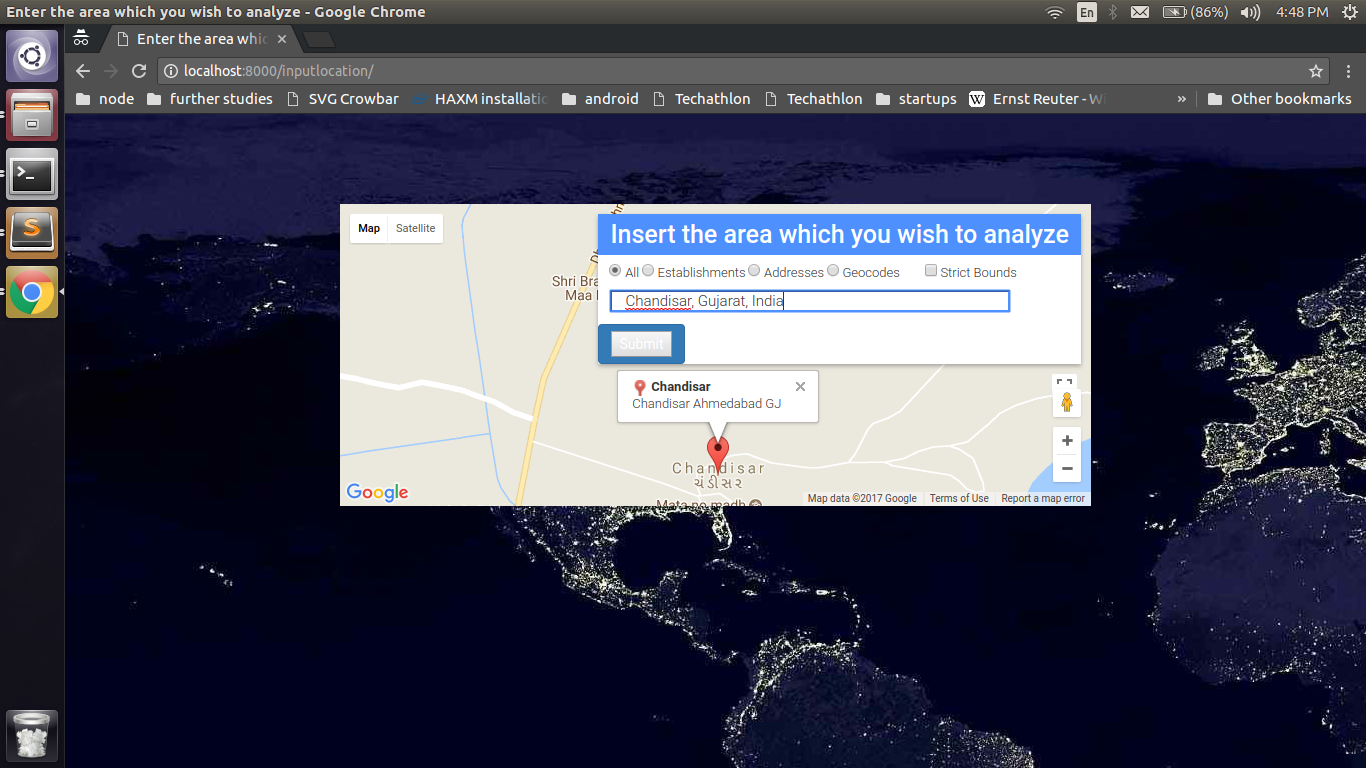 Enter the area which you wish to analyze - Google Chrome
En
(86%)
4:48 PM
Enter the area whic
localhost:8000/inputlocation/
node
further studies
SVG Crowbar
HAXM installatio
android
Techathlon
Techathlon
startups
W
Ernst Reuter - Wi
»
Other bookmarks
Map
Satellite
Insert the area which you wish to analyze
All
Establishments
Addresses
Geocodes
Strict Bounds
Shri Bra
Maa
Chandisar, Gujarat, India
Submit
Chandisar
Chandisar Ahmedabad GJ
Chandisar
ચંડીસર
Mata no madh
Google
Map data ©2017 Google
Terms of Use
Report a map error